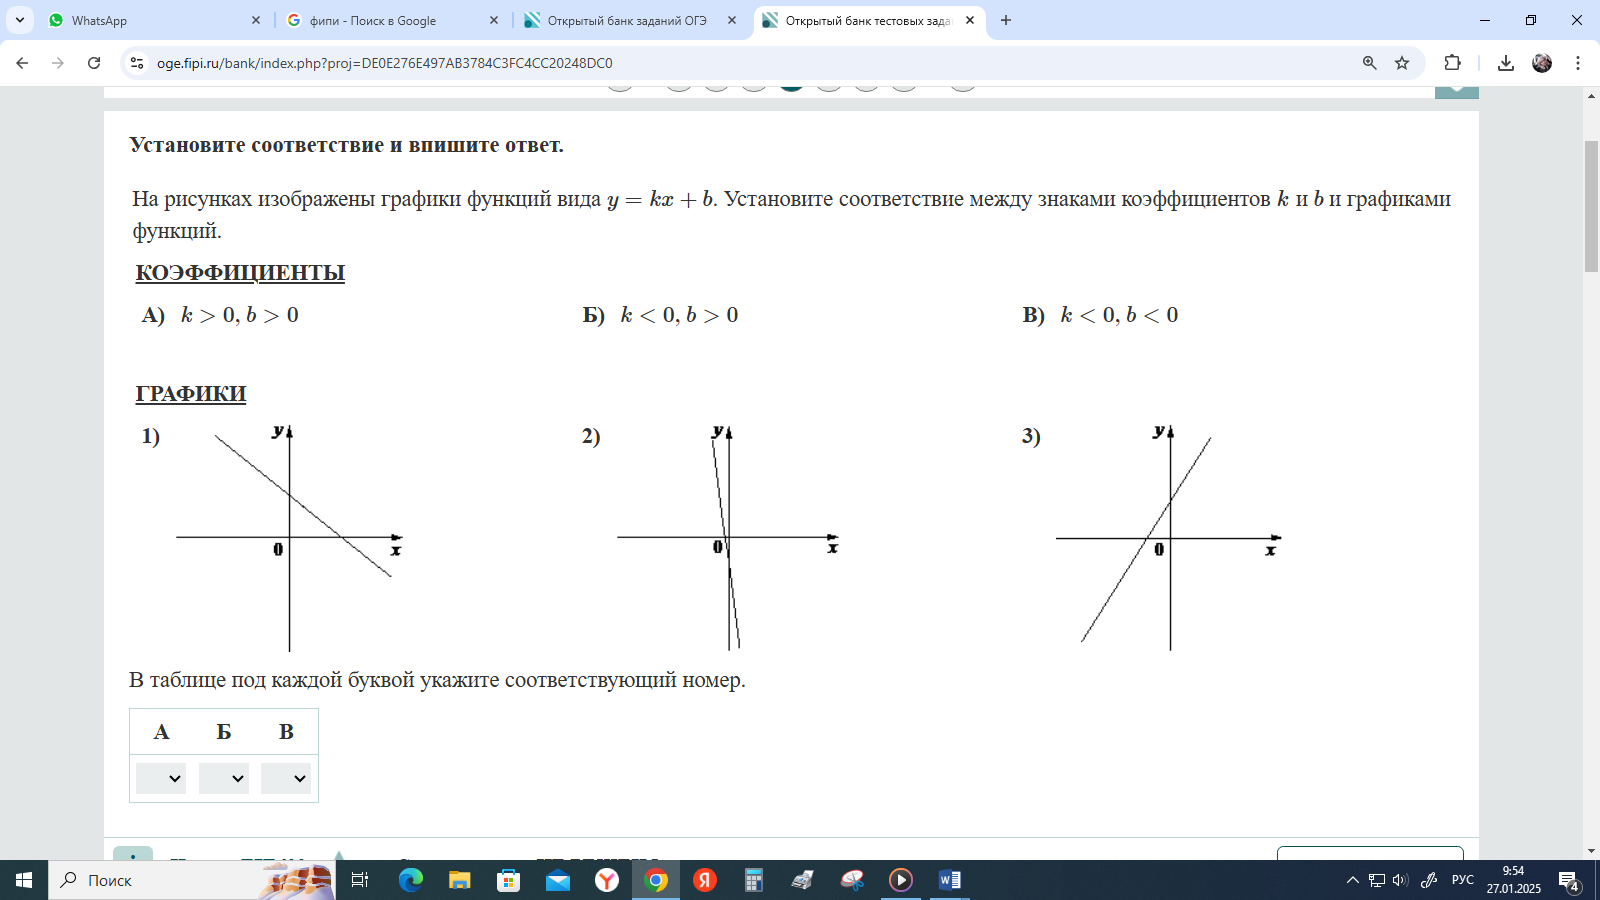 WhatsApp
фипи - Поиск в Google
Открытый банк заданий ОГЭ
Открытый банк тестовых зада
oge.fipi.ru/bank/index.php?proj=DE0E276E497AB3784C3FC4CC20248DC0
Установите соответствие и впишите ответ.
На рисунках изображены графики функций вида y = kx + b. Установите соответствие между знаками коэффициентов k и b и графиками
функций.
КОЭФФИЦИЕНТЫ
А) k > 0, b > 0
Б) k < 0, b > 0
В) k < 0, b < 0
ГРАФИКИ
1) y 0 x
2) y 0 x
3) y 0 x
В таблице под каждой буквой укажите соответствующий номер.
А Б В
Поиск
РУС
9:54
27.01.2025
4